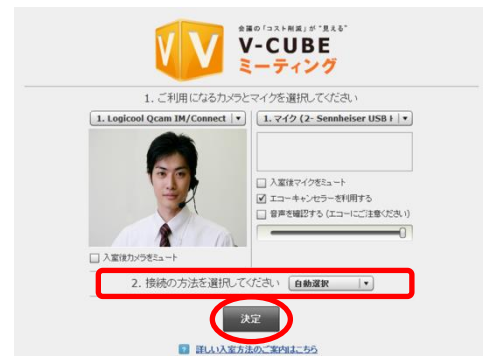 会議の「コスト削減」が"見える"
V-CUBE
ミーティング
1. ご利用になるカメラとマイクを選択してください
1. Logicool Qcam IM/Connect
1. マイク (2- Sennheiser USB
入室後マイクをミュート
エコーキャンセラーを利用する
音声を確認する (エコーにご注意ください)
入室後カメラをミュート
2. 接続の方法を選択してください 自動選択
決定
? 詳しい入室方法のご案内はこちら